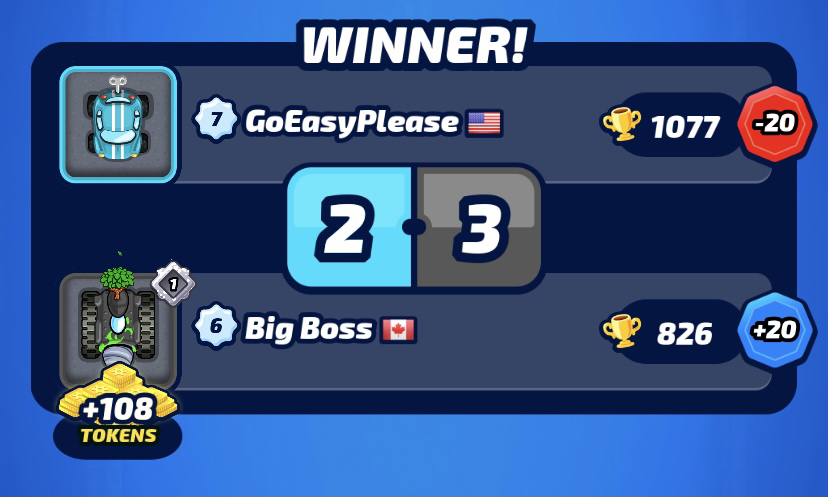 WINNER!
7 GoEasyPlease 1077 -20
2 3
1
6 Big Boss 826 +20
+108
TOKENS